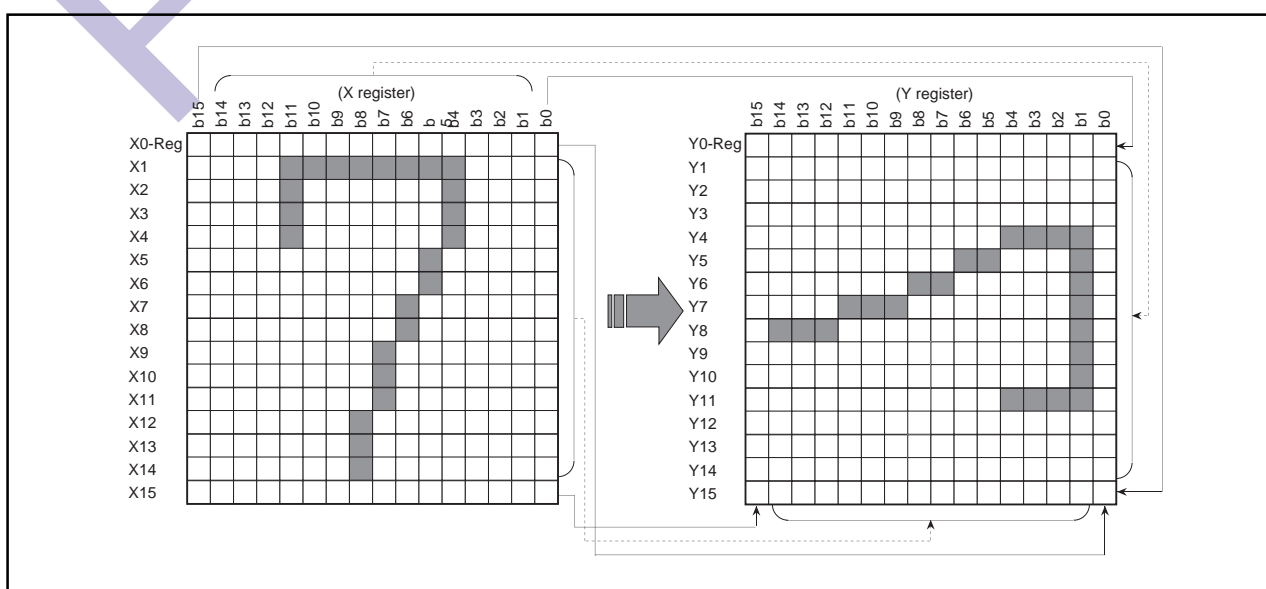 (X register)
b15 b14 b13 b12 b11 b10 b9 b8 b7 b6 b5 b4 b3 b2 b1 b0
X0-Reg
X1
X2
X3
X4
X5
X6
X7
X8
X9
X10
X11
X12
X13
X14
X15
(Y register)
b15 b14 b13 b12 b11 b10 b9 b8 b7 b6 b5 b4 b3 b2 b1 b0
Y0-Reg
Y1
Y2
Y3
Y4
Y5
Y6
Y7
Y8
Y9
Y10
Y11
Y12
Y13
Y14
Y15